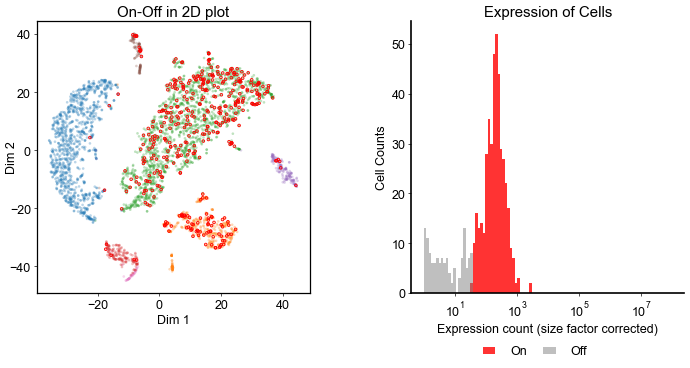 On-Off in 2D plot
40
20
0
−20
−40
Dim 2
−20
0
20
40
Dim 1
Expression of Cells
50
40
30
20
10
0
Cell Counts
10^1
10^3
10^5
10^7
Expression count (size factor corrected)
On Off